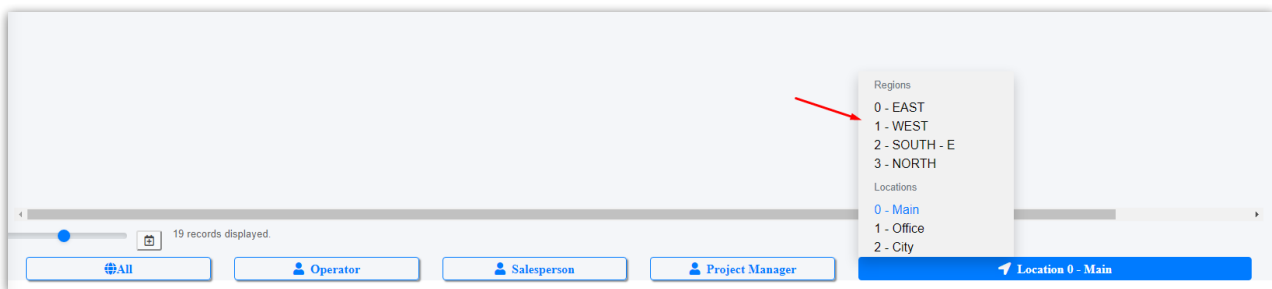 Regions
0 - EAST
1 - WEST
2 - SOUTH - E
3 - NORTH
Locations
0 - Main
1 - Office
2 - City
19 records displayed.
All
Operator
Salesperson
Project Manager
Location 0 - Main